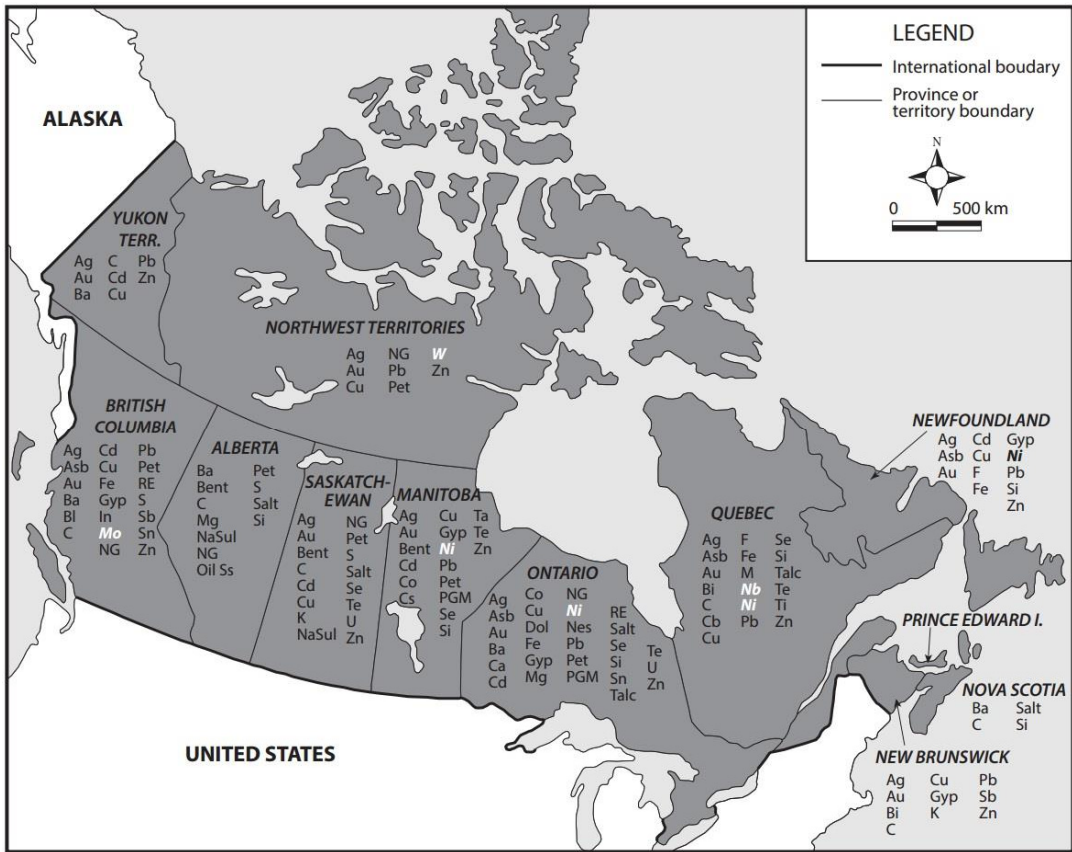 LEGEND
International boudary
Province or
territory boundary
N
0 500 km
ALASKA
YUKON
TERR.
Ag C Pb
Au Cd Zn
Ba Cu
NORTHWEST TERRITORIES
Ag NG W
Au Pb Zn
Cu Pet
BRITISH
COLUMBIA
Ag Cd Pb
Asb Cu Pet
Au Fe RE
Ba Gyp S
BI In Sb
C Mo Sn
NG Zn
ALBERTA
Ba Pet
Bent S
C Salt
Mg Si
NaSul
NG
Oil Ss
SASKATCH-
EWAN
Ag NG
Au Pet
Bent S
C Salt
Cd Se
Cu Te
K U
NaSul Zn
MANITOBA
Ag Cu Ta
Au Gyp Te
Bent Ni Zn
Cd Pb
Co Pet
Cs PGM
Se
Si
ONTARIO
Co NG
Ag Cu Ni RE
Asb Dol Nes Salt
Au Fe Pb Se Te
Ba Gyp Pet Si U
Ca Mg PGM Sn Zn
Cd Talc
QUEBEC
Ag F Se
Asb Fe Si
Au M Talc
Bi Nb Te
C Ni Ti
Cb Pb Zn
Cu
NEWFOUNDLAND
Ag Cd Gyp
Asb Cu Ni
Au F Pb
Fe Si
Zn
PRINCE EDWARD I.
NOVA SCOTIA
Ba Salt
C Si
NEW BRUNSWICK
Ag Cu Pb
Au Gyp Sb
Bi K Zn
C
UNITED STATES